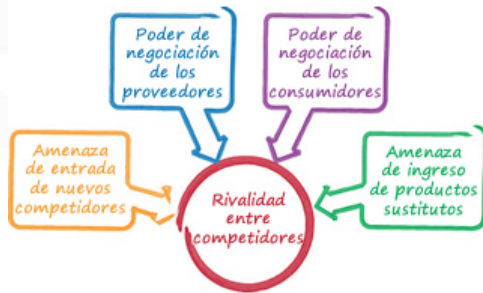 Poder de
negociación
de los
proveedores
Poder de
negociación
de los
consumidores
Amenaza
de entrada
de nuevos
competidores
Rivalidad
entre
competidores
Amenaza
de ingreso
de productos
sustitutos